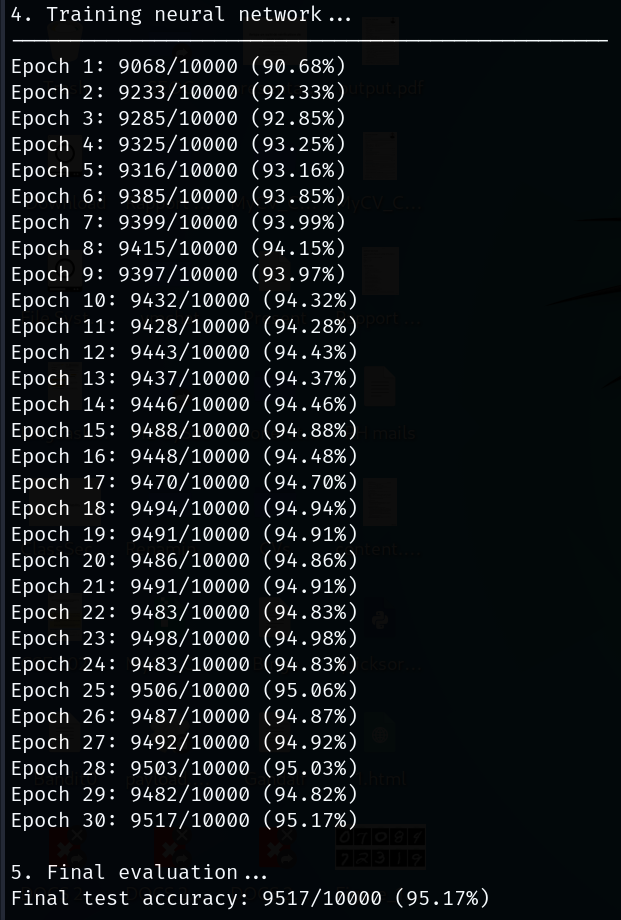 4. Training neural network...
Epoch 1: 9068/10000 (90.68%)
Epoch 2: 9233/10000 (92.33%)
Epoch 3: 9285/10000 (92.85%)
Epoch 4: 9325/10000 (93.25%)
Epoch 5: 9316/10000 (93.16%)
Epoch 6: 9385/10000 (93.85%)
Epoch 7: 9399/10000 (93.99%)
Epoch 8: 9415/10000 (94.15%)
Epoch 9: 9397/10000 (93.97%)
Epoch 10: 9432/10000 (94.32%)
Epoch 11: 9428/10000 (94.28%)
Epoch 12: 9443/10000 (94.43%)
Epoch 13: 9437/10000 (94.37%)
Epoch 14: 9446/10000 (94.46%)
Epoch 15: 9488/10000 (94.88%)
Epoch 16: 9448/10000 (94.48%)
Epoch 17: 9470/10000 (94.70%)
Epoch 18: 9494/10000 (94.94%)
Epoch 19: 9491/10000 (94.91%)
Epoch 20: 9486/10000 (94.86%)
Epoch 21: 9491/10000 (94.91%)
Epoch 22: 9483/10000 (94.83%)
Epoch 23: 9498/10000 (94.98%)
Epoch 24: 9483/10000 (94.83%)
Epoch 25: 9506/10000 (95.06%)
Epoch 26: 9487/10000 (94.87%)
Epoch 27: 9492/10000 (94.92%)
Epoch 28: 9503/10000 (95.03%)
Epoch 29: 9482/10000 (94.82%)
Epoch 30: 9517/10000 (95.17%)
5. Final evaluation...
Final test accuracy: 9517/10000 (95.17%)